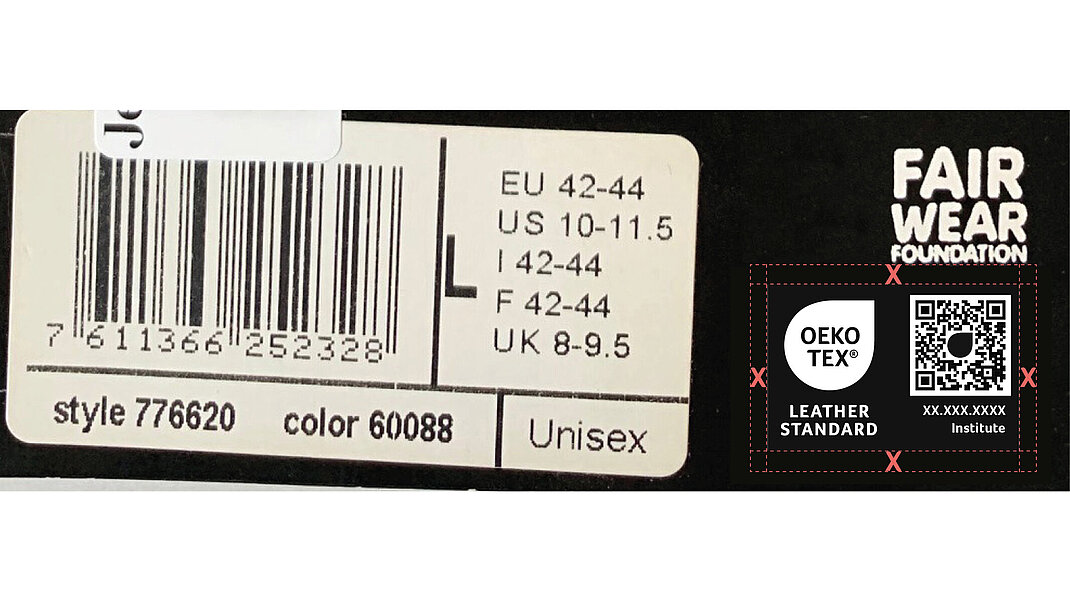 7 611366 252328
L
EU 42-44
US 10-11.5
I 42-44
F 42-44
UK 8-9.5
style 776620 color 60088
Unisex
FAIR
WEAR
FOUNDATION
X
X
X
X
OEKO
TEX®
LEATHER
STANDARD
XX.XXX.XXXX
Institute